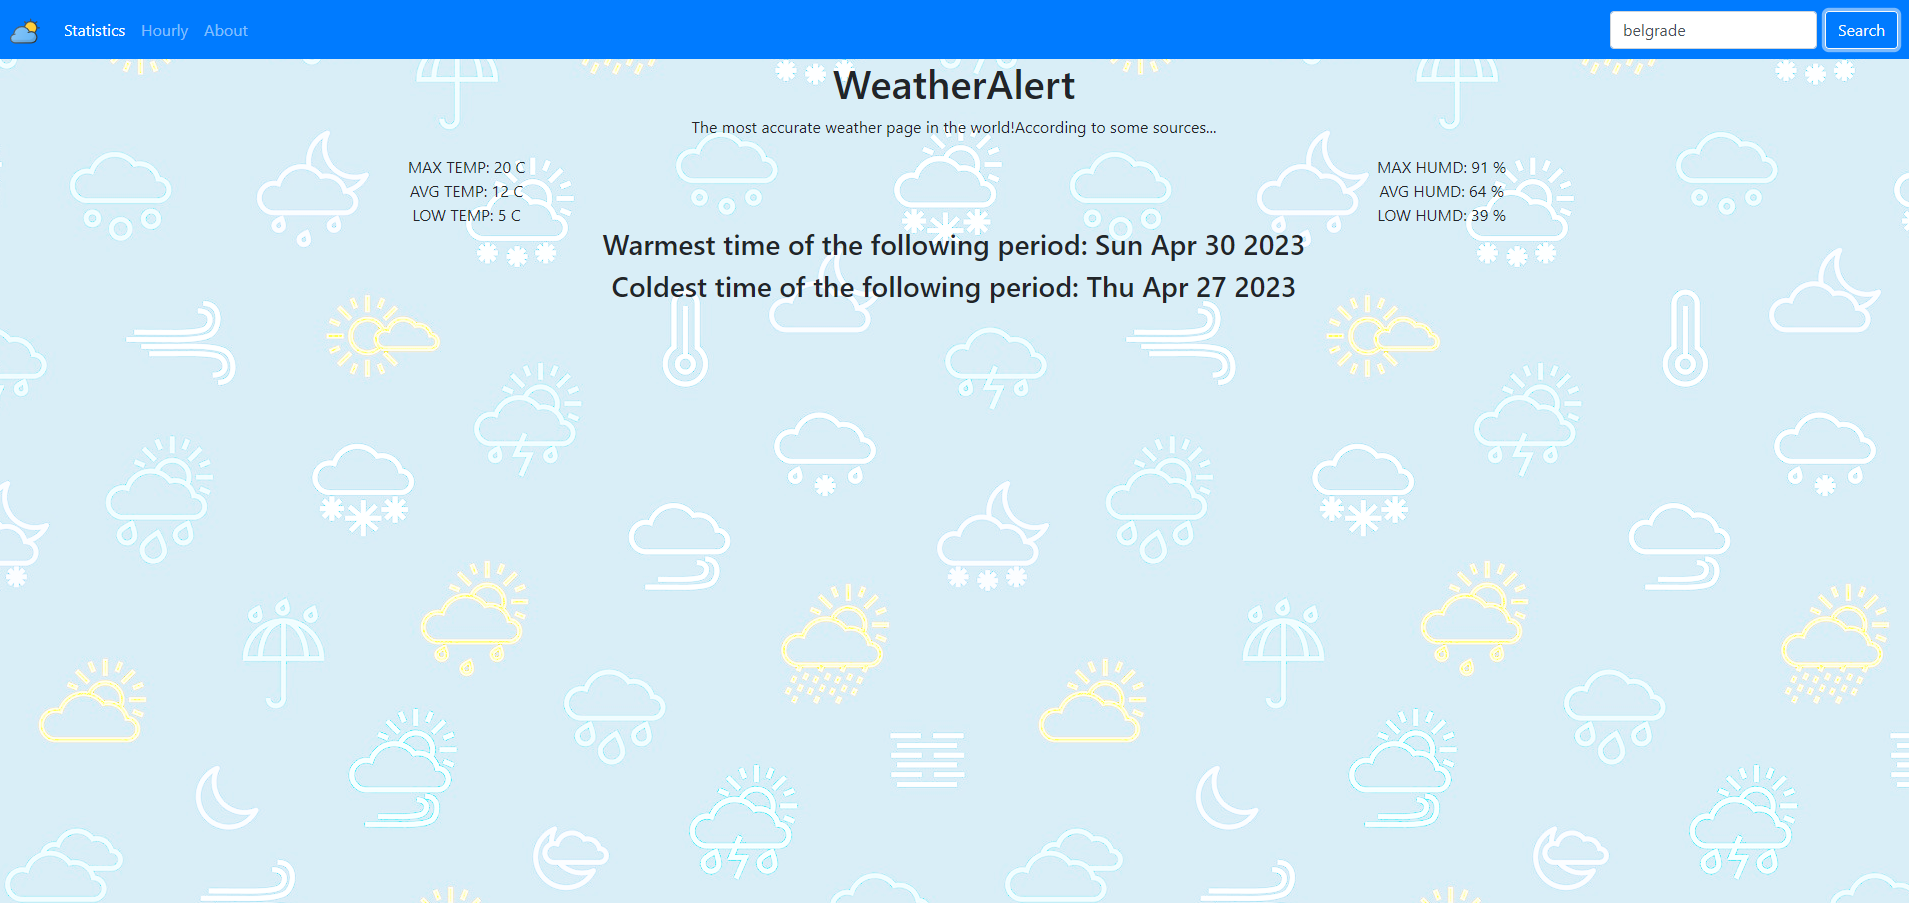 Statistics Hourly About belgrade Search
WeatherAlert
The most accurate weather page in the world!According to some sources...
MAX TEMP: 20 C
AVG TEMP: 12 C
LOW TEMP: 5 C
MAX HUMD: 91 %
AVG HUMD: 64 %
LOW HUMD: 39 %
Warmest time of the following period: Sun Apr 30 2023
Coldest time of the following period: Thu Apr 27 2023